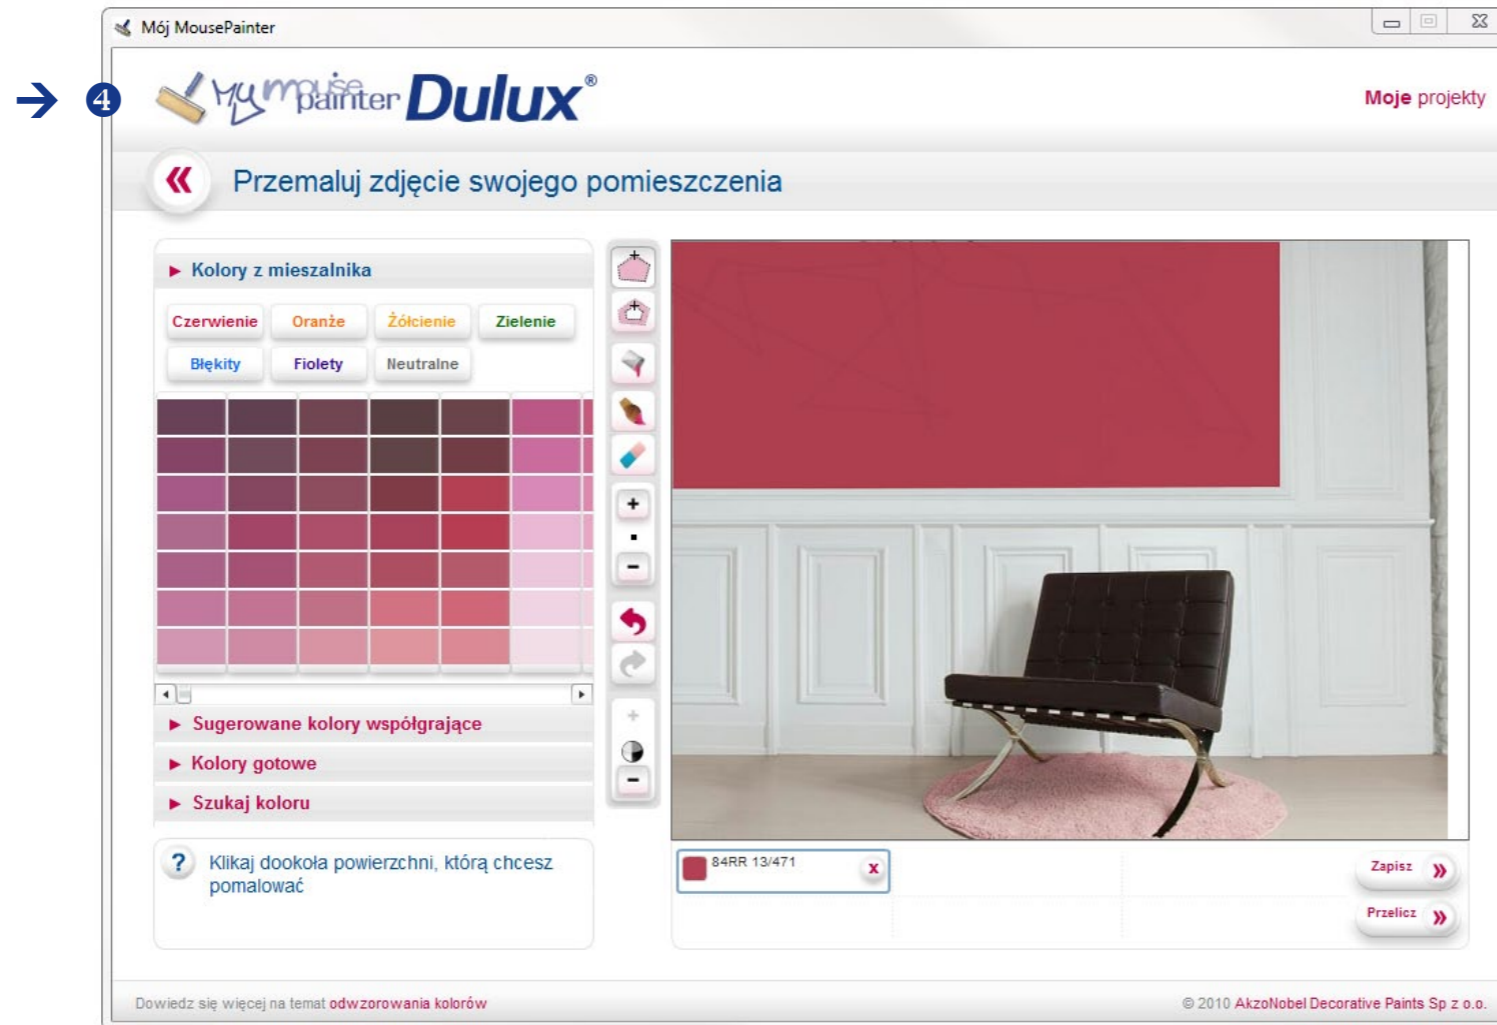 Mój MousePainter
→ 4 My mouse painter Dulux®
Moje projekty
Przemaluj zdjęcie swojego pomieszczenia
Kolory z mieszalnika
Czerwienie Oranże Żółcienie Zielenie
Błękity Fiolety Neutralne
Sugerowane kolory współgrające
Kolory gotowe
Szukaj koloru
? Klikaj dookoła powierzchni, którą chcesz
pomalować
84RR 13/471 x
Zapisz »
Przelicz »
Dowiedz się więcej na temat odwzorowania kolorów
© 2010 AkzoNobel Decorative Paints Sp z o.o.